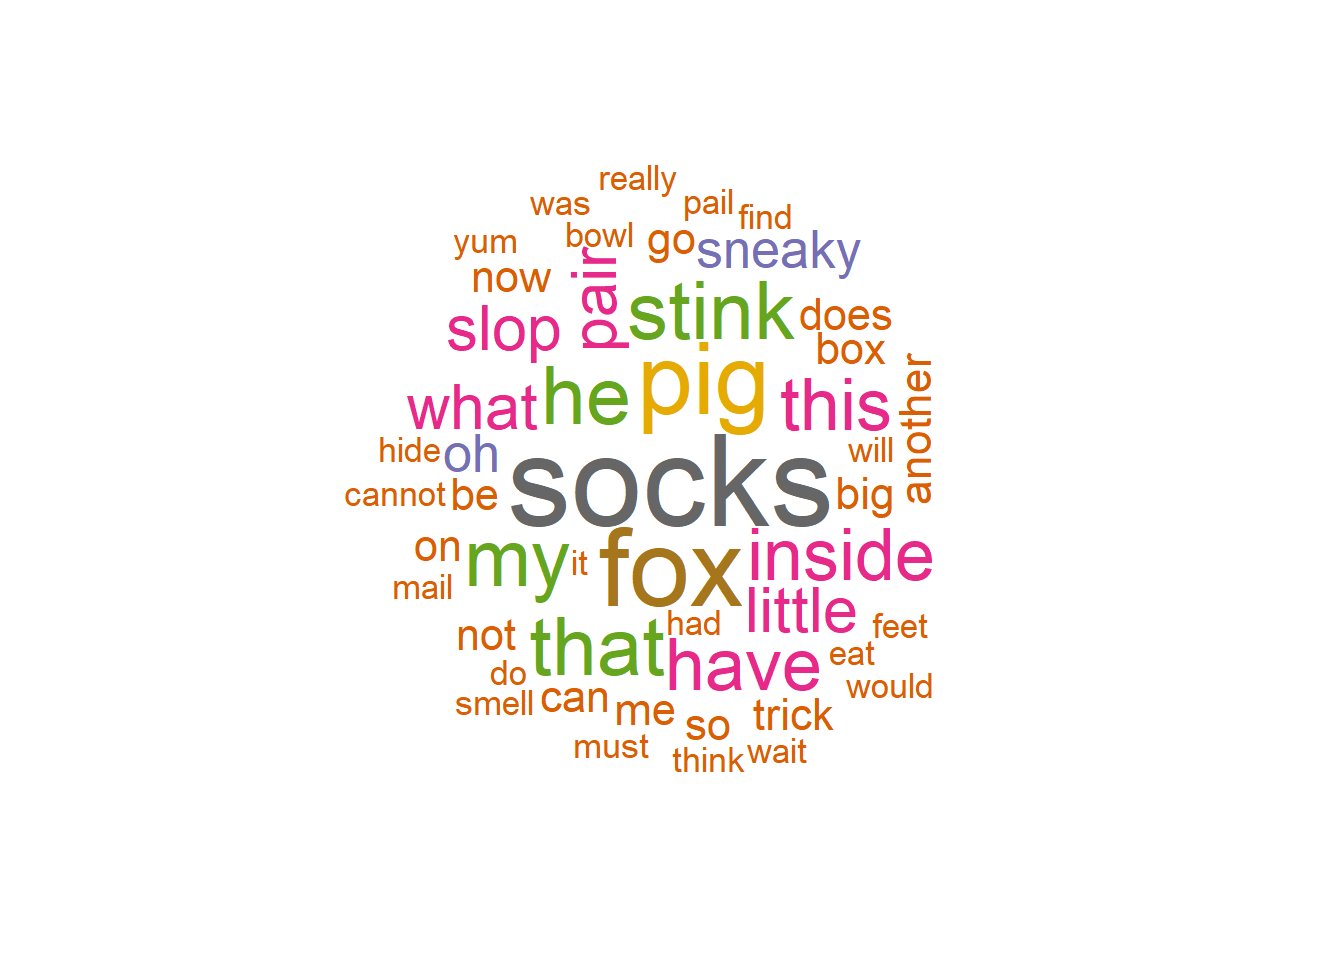 really
was pail find
yum bowl go sneaky
now pair stink does
slop box
what he pig this another
hide oh socks will
cannot be big
on my it fox inside
mail little
not that had have feet
do eat
smell can me would
so trick
must think wait